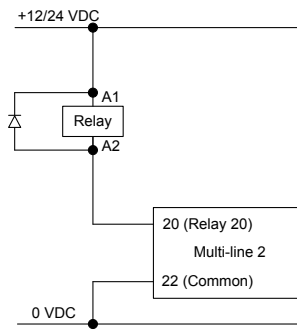 +12/24 VDC
A1
Relay
A2
20 (Relay 20)
Multi-line 2
22 (Common)
0 VDC